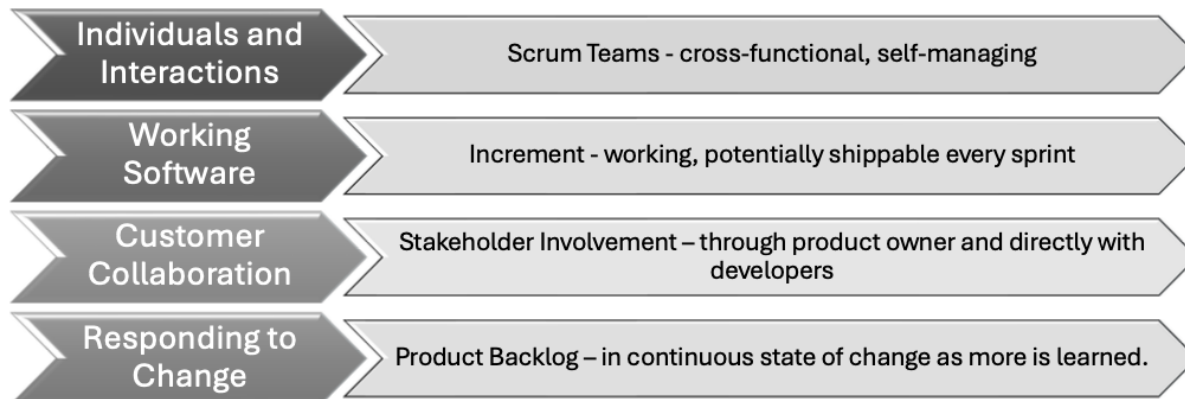 Individuals and
Interactions
Scrum Teams - cross-functional, self-managing
Working
Software
Increment - working, potentially shippable every sprint
Customer
Collaboration
Stakeholder Involvement – through product owner and directly with
developers
Responding to
Change
Product Backlog – in continuous state of change as more is learned.